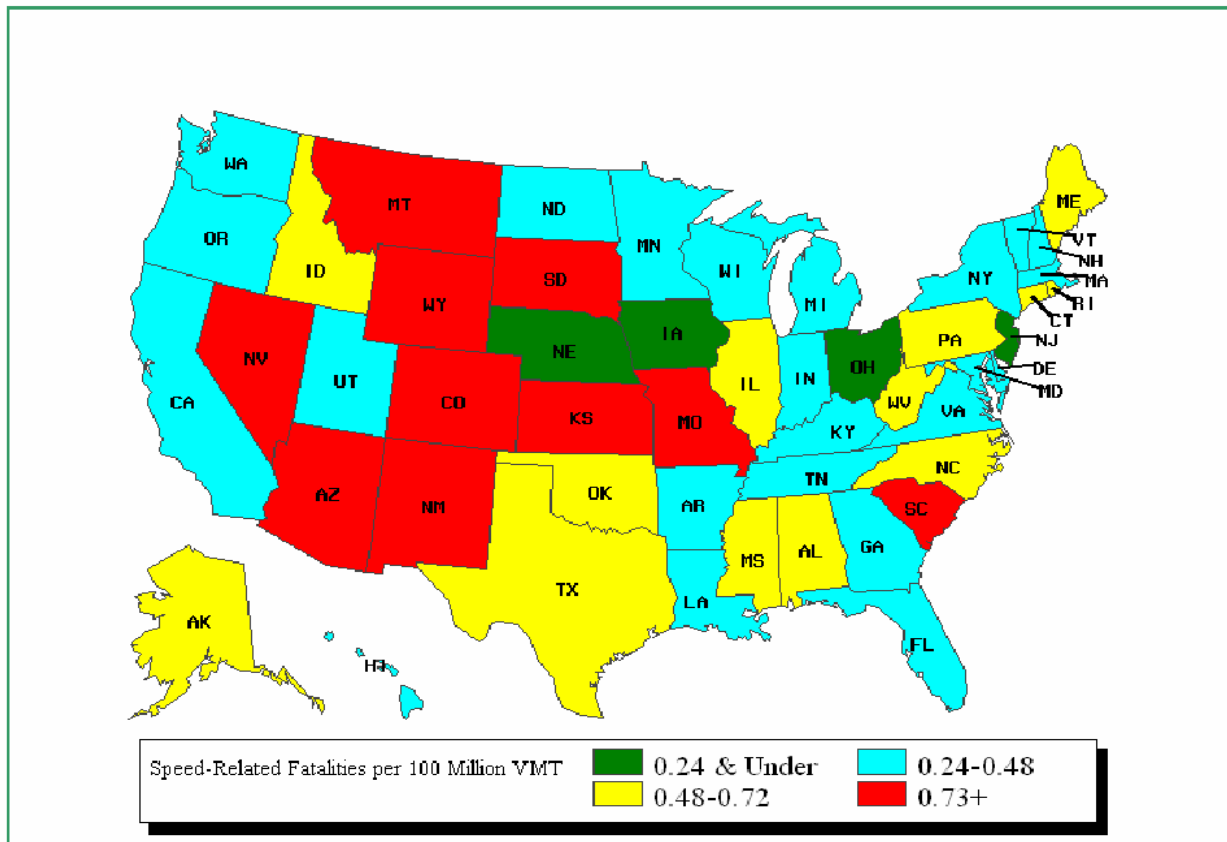 WA
MT
ND
MN
ME
VT
NH
MA
RI
CT
NJ
DE
MD
OR
ID
SD
WI
MI
NY
WY
IA
PA
NV
UT
NE
IL
IN
OH
CA
CO
KS
MO
KY
WV
VA
AZ
NM
OK
AR
TN
NC
SC
TX
LA
MS
AL
GA
FL
AK
HI
Speed-Related Fatalities per 100 Million VMT
0.24 & Under
0.24-0.48
0.48-0.72
0.73+